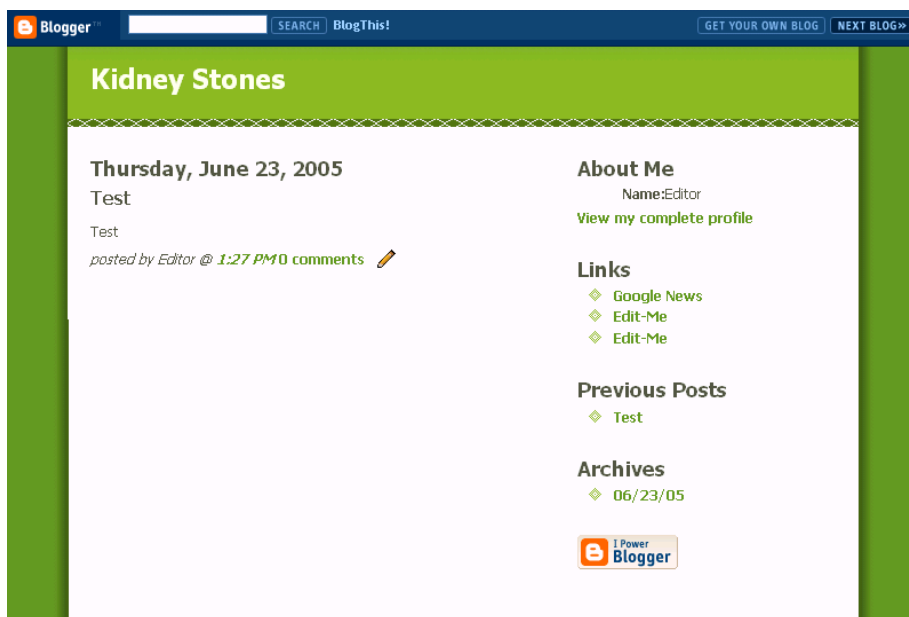 Blogger™ SEARCH BlogThis! GET YOUR OWN BLOG NEXT BLOG»
Kidney Stones
Thursday, June 23, 2005
Test
Test
posted by Editor @ 1:27 PM 0 comments
About Me
Name:Editor
View my complete profile
Links
Google News
Edit-Me
Edit-Me
Previous Posts
Test
Archives
06/23/05
I Power
Blogger